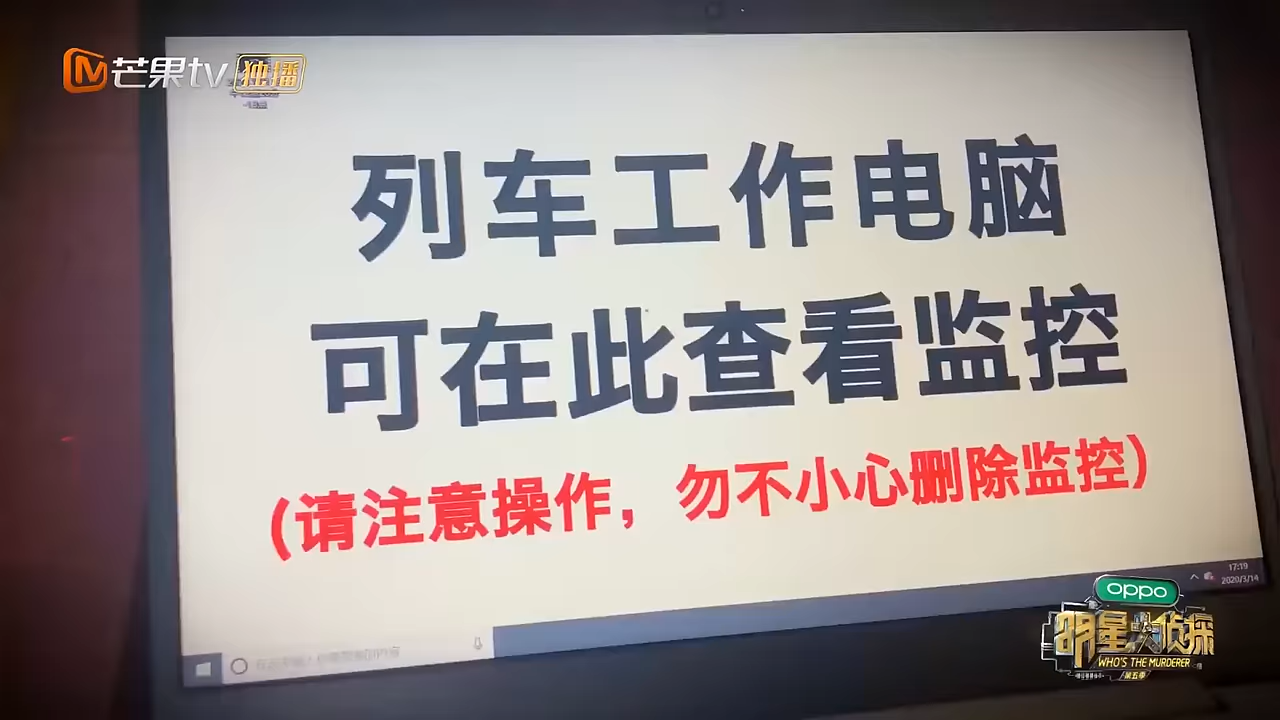 芒果tv 独播
列车工作电脑
可在此查看监控
(请注意操作，勿不小心删除监控)
17:19
2020/3/14
oppo
明星大侦探
WHO'S THE MURDERER
第五季